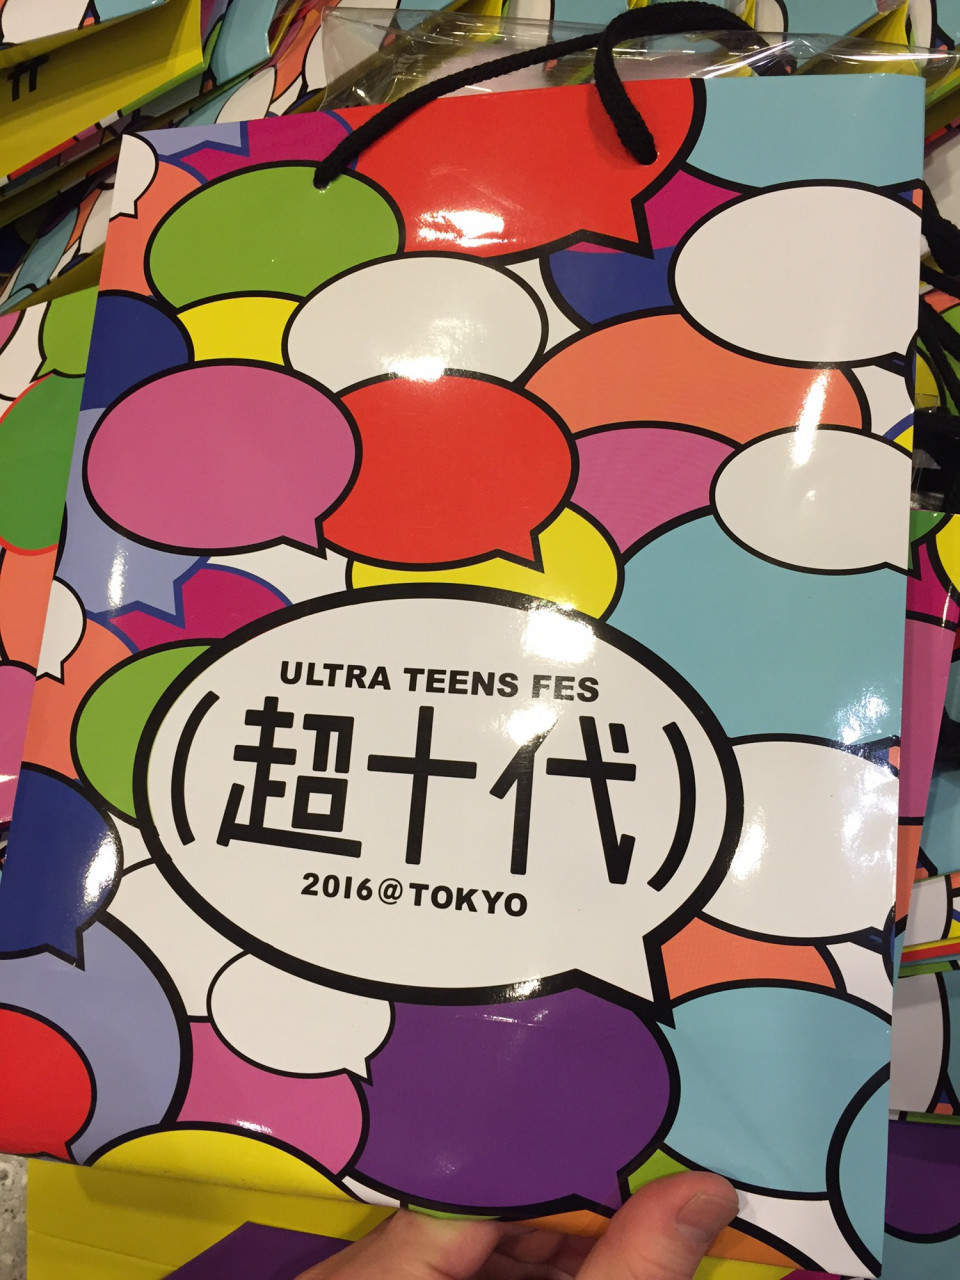 ULTRA TEENS FES
(超十代)
2016@TOKYO